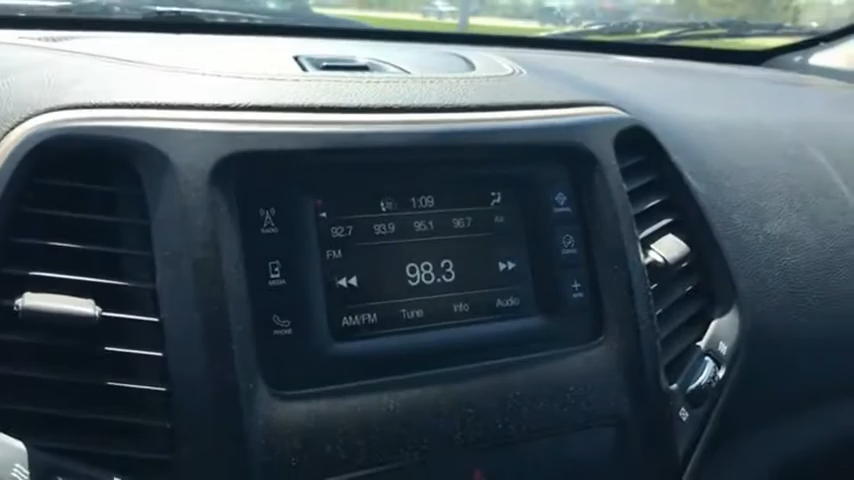 1:09
RADIO
92.7 93.9 95.1 96.7 All
FM
MEDIA
98.3
PHONE
AM/FM Tune Info Audio